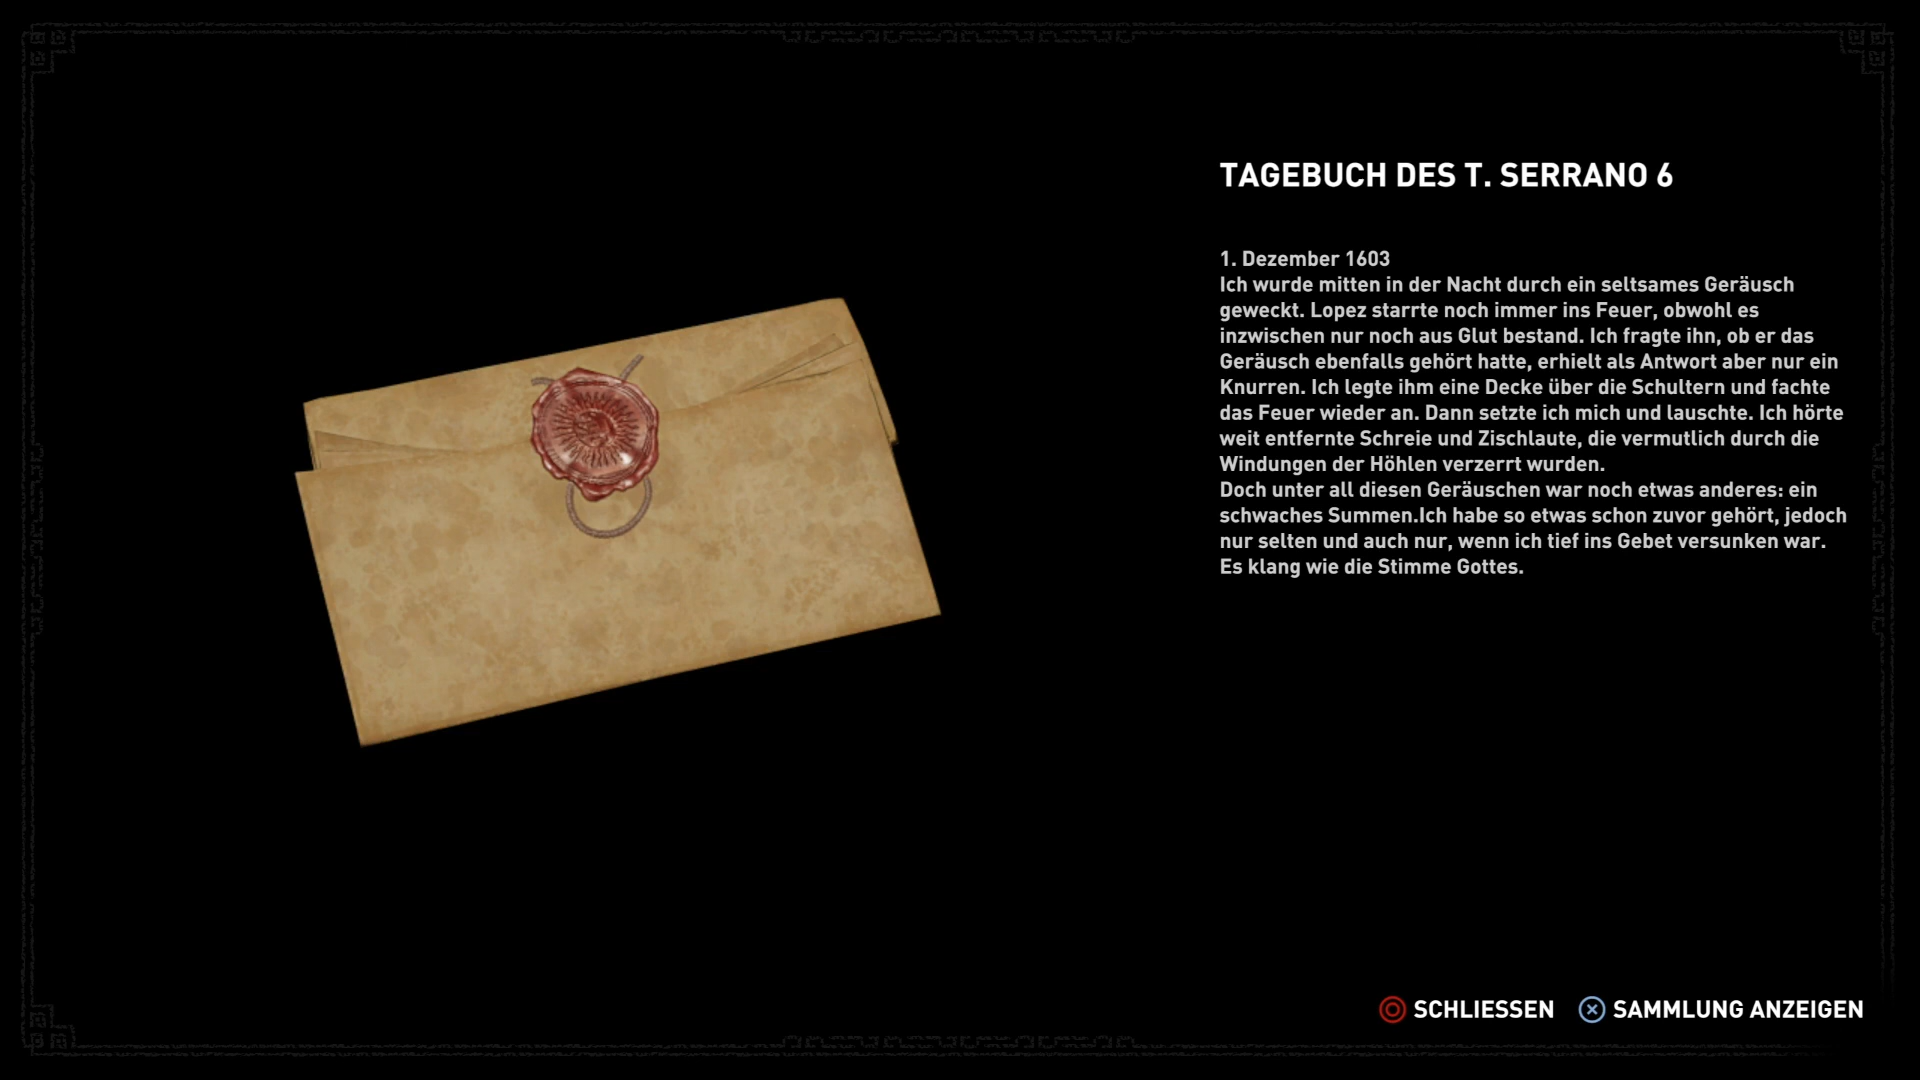 TAGEBUCH DES T. SERRANO 6
1. Dezember 1603
Ich wurde mitten in der Nacht durch ein seltsames Geräusch
geweckt. Lopez starrte noch immer ins Feuer, obwohl es
inzwischen nur noch aus Glut bestand. Ich fragte ihn, ob er das
Geräusch ebenfalls gehört hatte, erhielt als Antwort aber nur ein
Knurren. Ich legte ihm eine Decke über die Schultern und fachte
das Feuer wieder an. Dann setzte ich mich und lauschte. Ich hörte
weit entfernte Schreie und Zischlaute, die vermutlich durch die
Windungen der Höhlen verzerrt wurden.
Doch unter all diesen Geräuschen war noch etwas anderes: ein
schwaches Summen.Ich habe so etwas schon zuvor gehört, jedoch
nur selten und auch nur, wenn ich tief ins Gebet versunken war.
Es klang wie die Stimme Gottes.
SCHLIESSEN SAMMLUNG ANZEIGEN